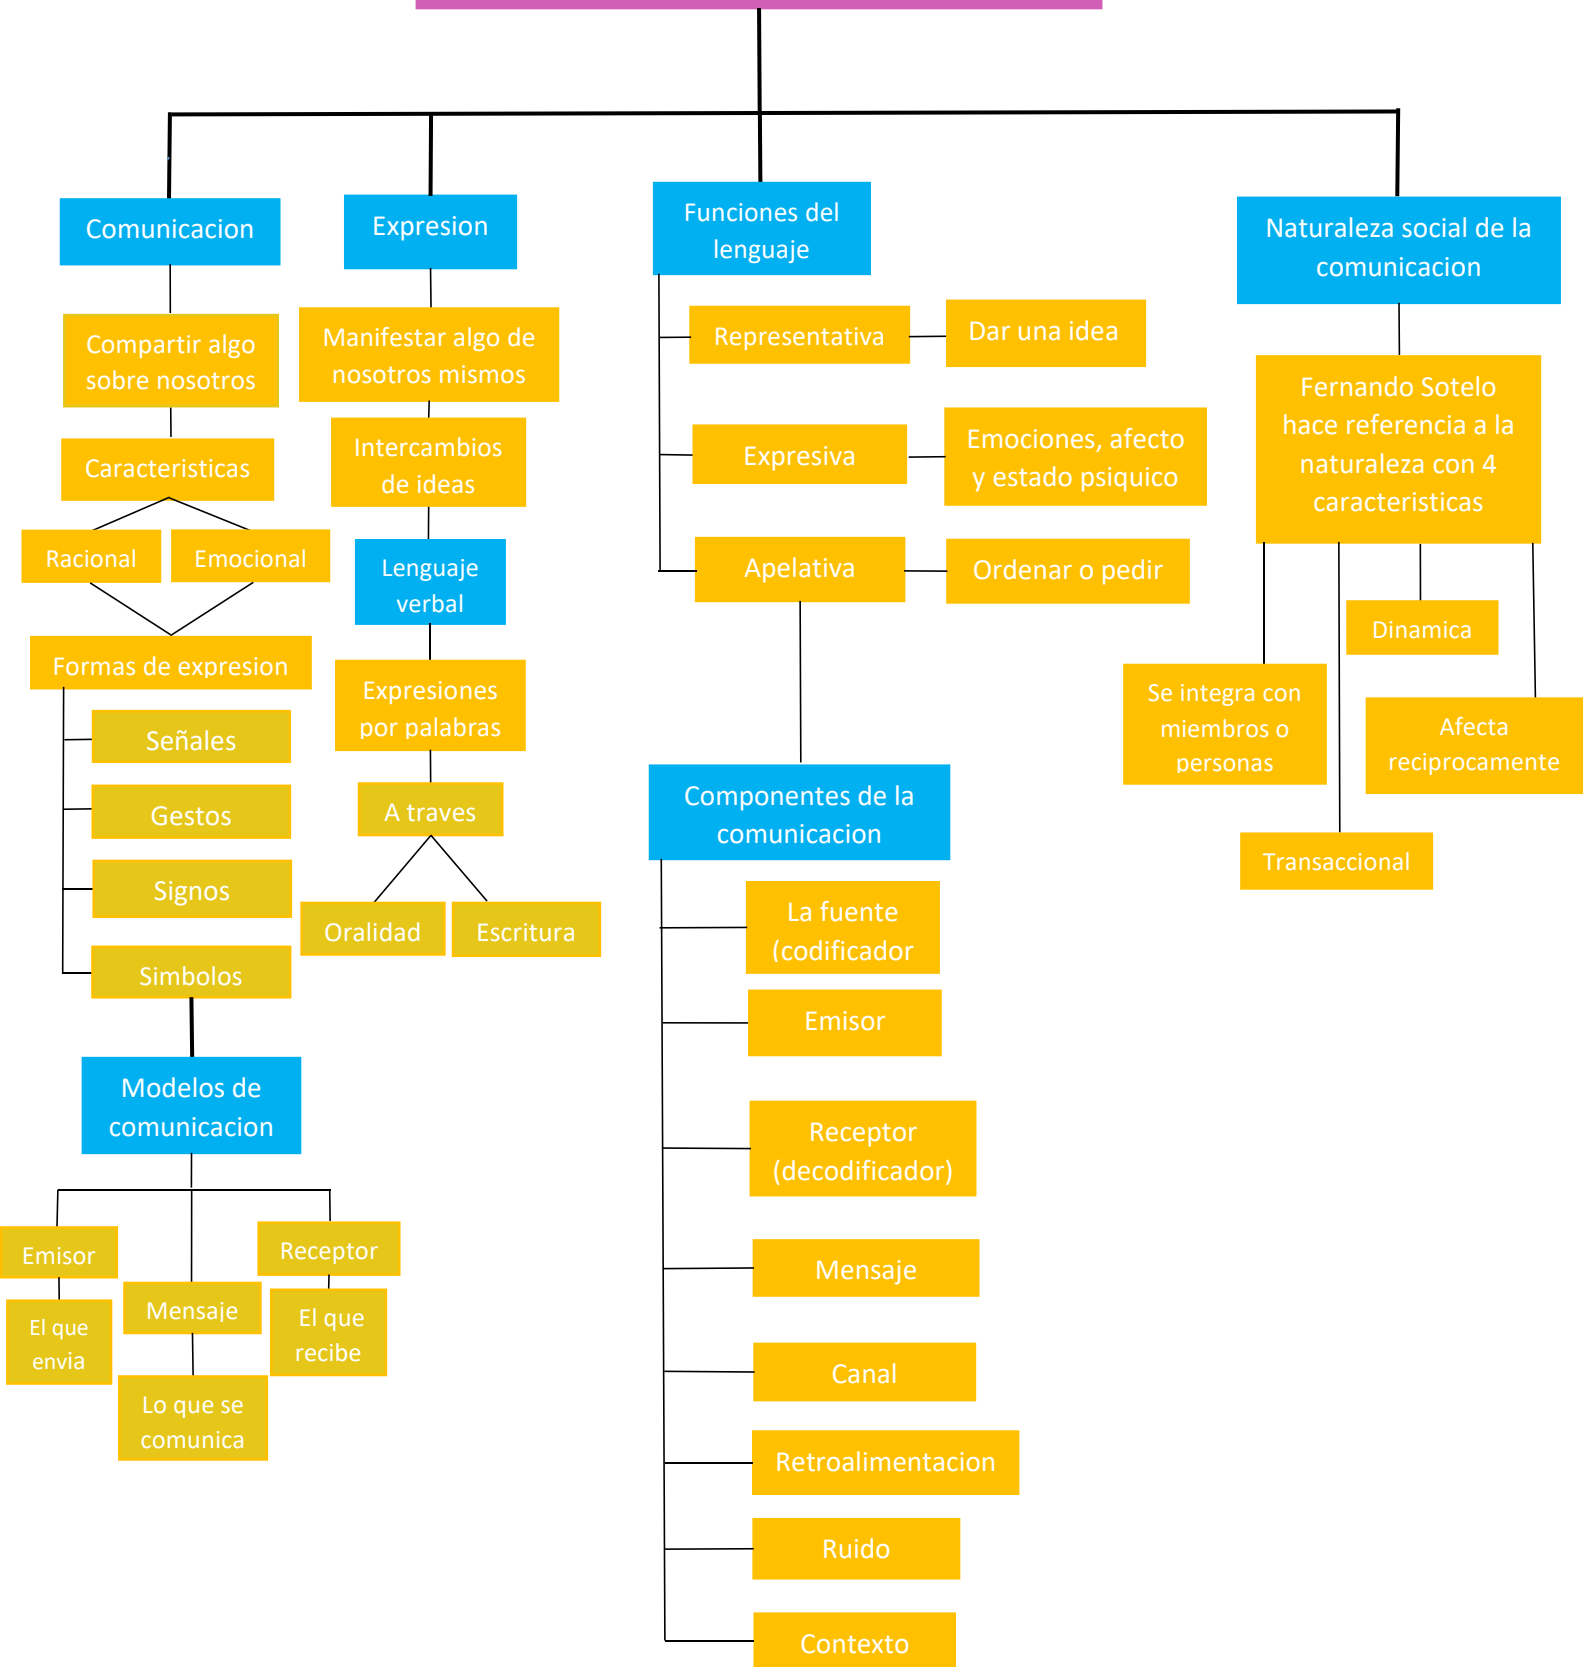 Comunicacion
Compartir algo
sobre nosotros
Caracteristicas
Racional
Emocional
Formas de expresion
Señales
Gestos
Signos
Simbolos
Modelos de
comunicacion
Emisor
El que
envia
Mensaje
Lo que se
comunica
Receptor
El que
recibe
Expresion
Manifestar algo de
nosotros mismos
Intercambios
de ideas
Lenguaje
verbal
Expresiones
por palabras
A traves
Oralidad
Escritura
Funciones del
lenguaje
Representativa
Dar una idea
Expresiva
Emociones, afecto
y estado psiquico
Apelativa
Ordenar o pedir
Componentes de la
comunicacion
La fuente
(codificador
Emisor
Receptor
(decodificador)
Mensaje
Canal
Retroalimentacion
Ruido
Contexto
Naturaleza social de la
comunicacion
Fernando Sotelo
hace referencia a la
naturaleza con 4
caracteristicas
Se integra con
miembros o
personas
Transaccional
Dinamica
Afecta
reciprocamente